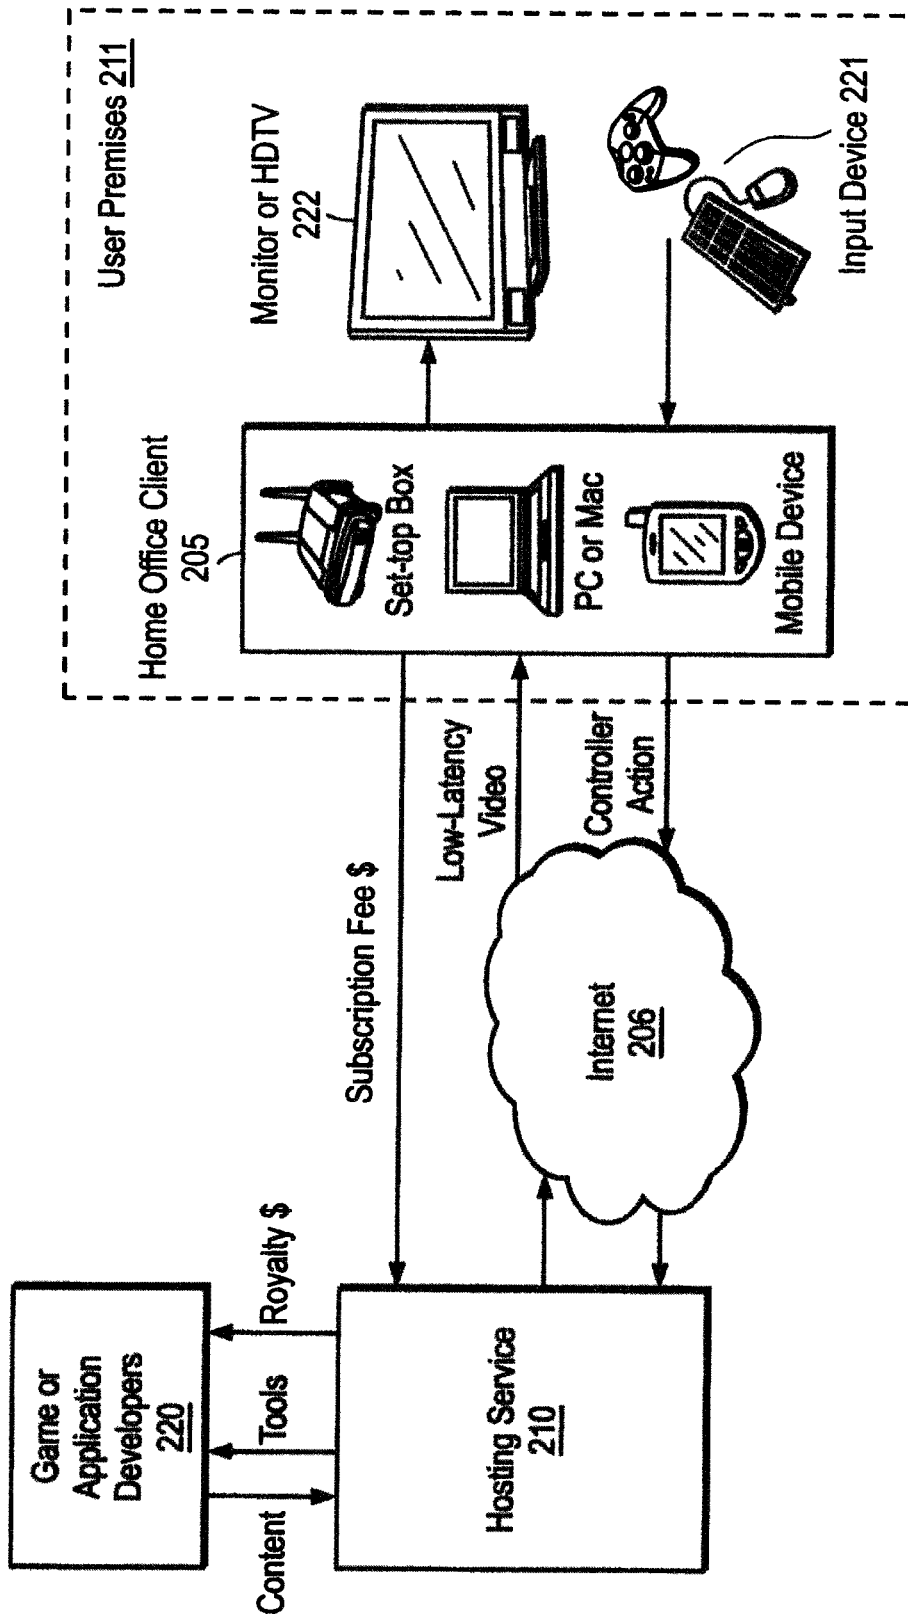 Game or
Application
Developers
220
Content
Tools
Royalty $
Hosting Service
210
Subscription Fee $
Internet
206
Low-Latency
Video
Controller
Action
User Premises 211
Home Office Client
205
Set-top Box
PC or Mac
Mobile Device
Monitor or HDTV
222
Input Device 221